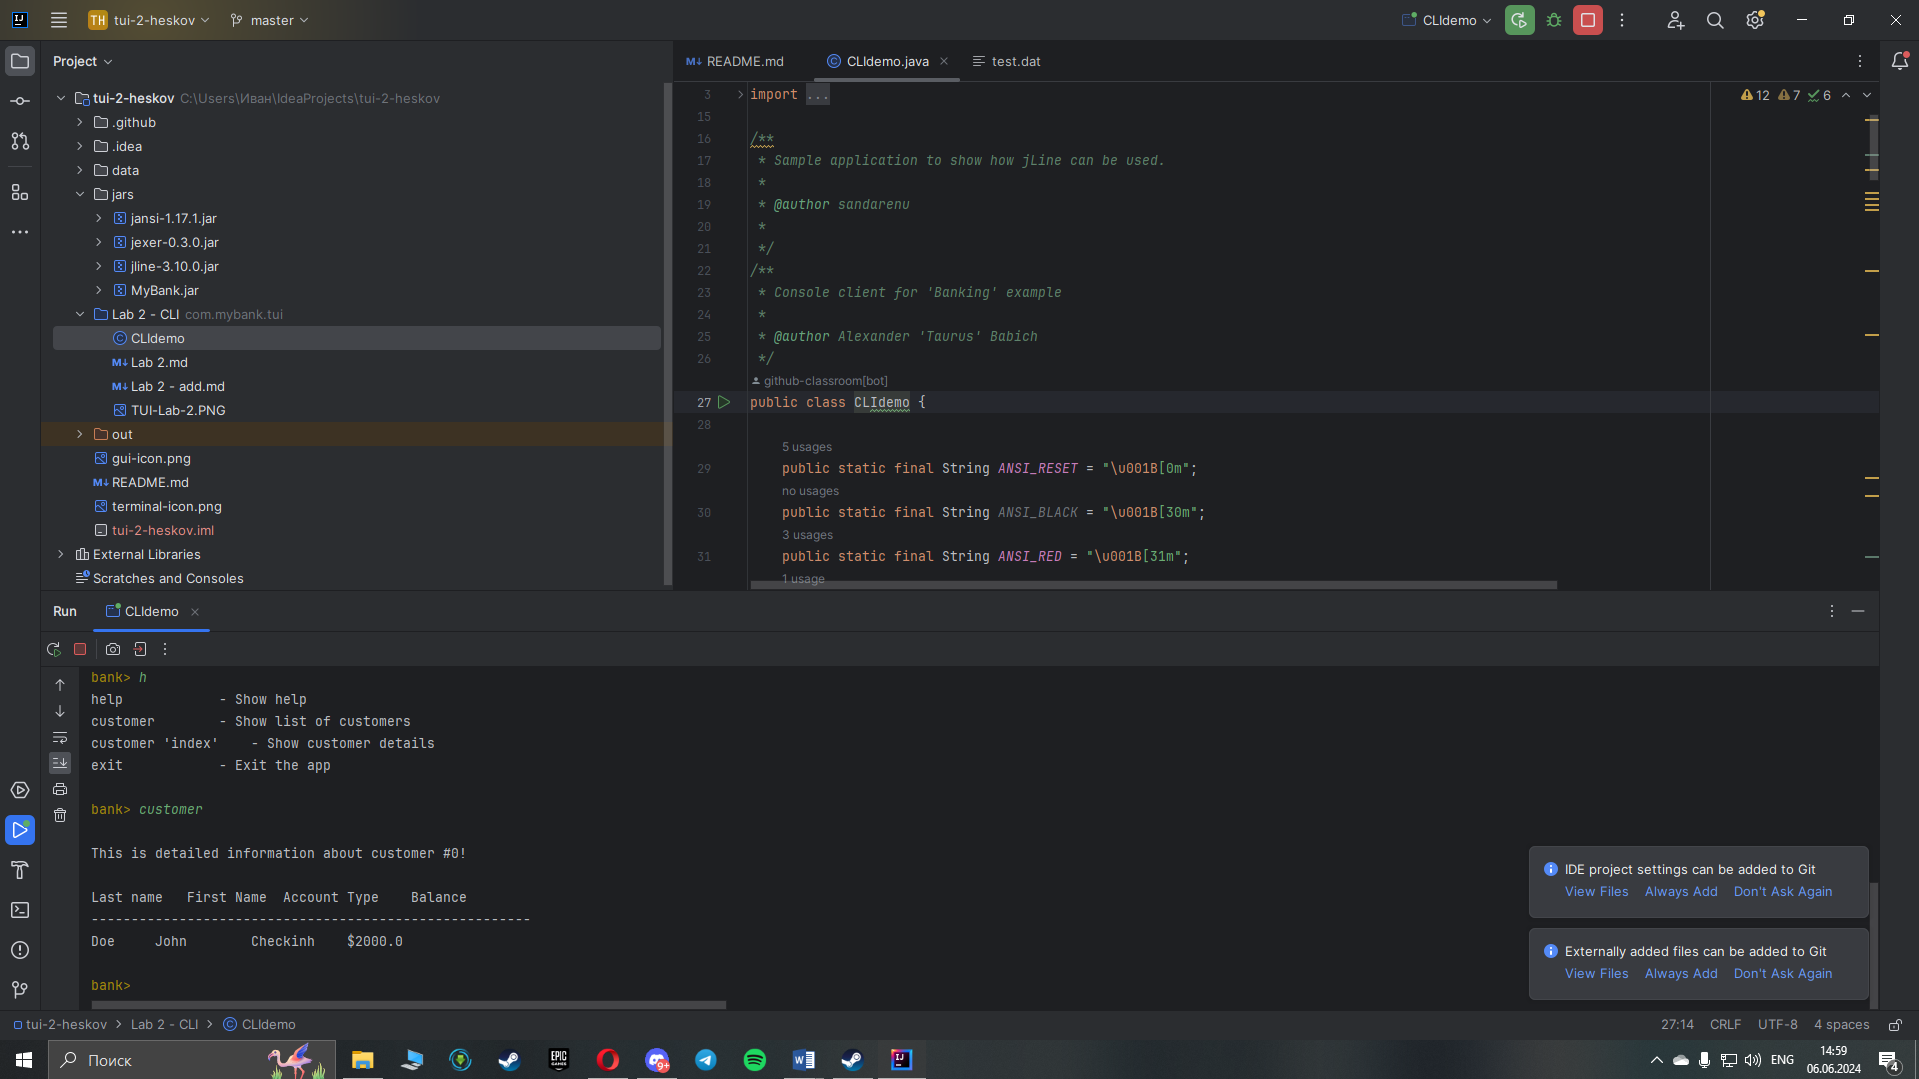 TH tui-2-heskov master CLIdemo
Project
README.md CLIdemo.java test.dat
tui-2-heskov C:\Users\Иван\IdeaProjects\tui-2-heskov
.github
.idea
data
jars
jansi-1.17.1.jar
jexer-0.3.0.jar
jline-3.10.0.jar
MyBank.jar
Lab 2 - CLI com.mybank.tui
CLIdemo
Lab 2.md
Lab 2 - add.md
TUI-Lab-2.PNG
out
gui-icon.png
README.md
terminal-icon.png
tui-2-heskov.iml
External Libraries
Scratches and Consoles
12 7 6
3 import ...
15
16 /**
17 * Sample application to show how jLine can be used.
18 *
19 * @author sandarenu
20 *
21 */
22 /**
23 * Console client for 'Banking' example
24 *
25 * @author Alexander 'Taurus' Babich
26 */
github-classroom[bot]
27 public class CLIdemo {
28
5 usages
29 public static final String ANSI_RESET = "\u001B[0m";
no usages
30 public static final String ANSI_BLACK = "\u001B[30m";
3 usages
31 public static final String ANSI_RED = "\u001B[31m";
1 usage
Run CLIdemo
bank> h
help - Show help
customer - Show list of customers
customer 'index' - Show customer details
exit - Exit the app
bank> customer
This is detailed information about customer #0!
Last name First Name Account Type Balance
-------------------------------------------------------
Doe John Checkinh $2000.0
bank>
IDE project settings can be added to Git
View Files Always Add Don't Ask Again
Externally added files can be added to Git
View Files Always Add Don't Ask Again
tui-2-heskov > Lab 2 - CLI > CLIdemo
27:14 CRLF UTF-8 4 spaces
Поиск
EPIC GAMES
9+
ENG
14:59
06.06.2024
4